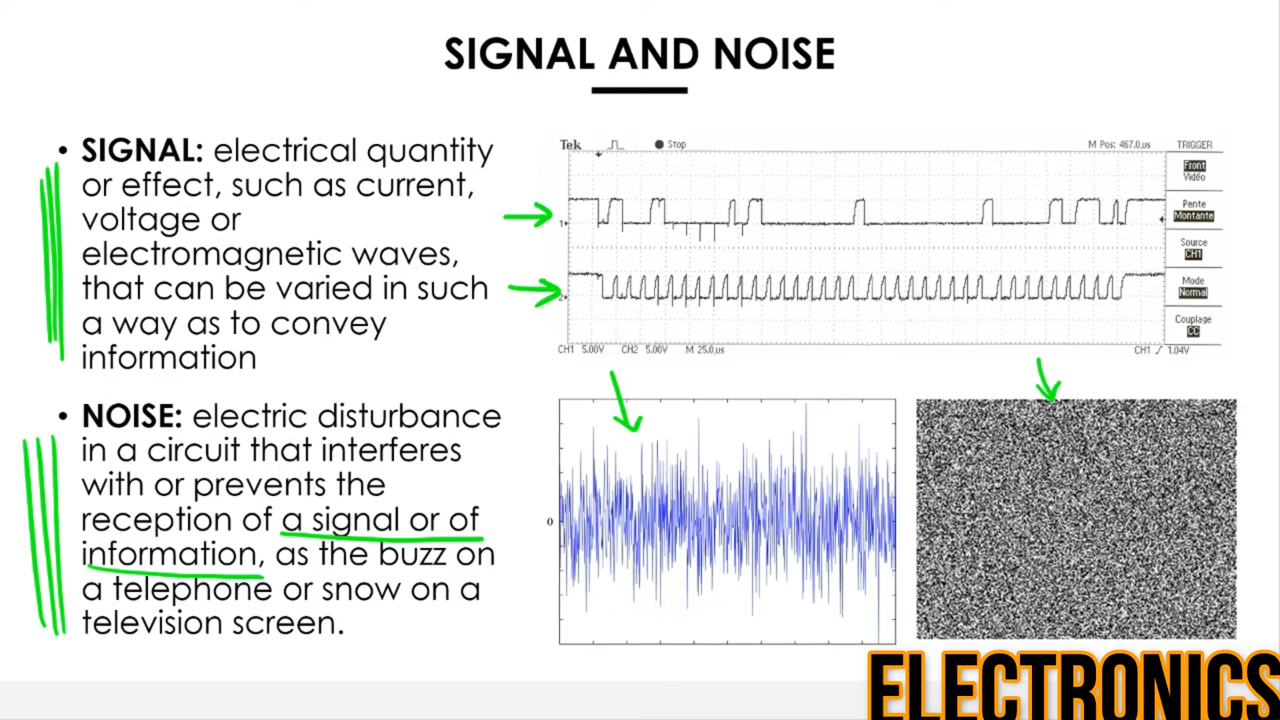 SIGNAL AND NOISE
• SIGNAL: electrical quantity
or effect, such as current,
voltage or
electromagnetic waves,
that can be varied in such
a way as to convey
information
• NOISE: electric disturbance
in a circuit that interferes
with or prevents the
reception of a signal or of
information, as the buzz on
a telephone or snow on a
television screen.
Tek Stop M Pos: 467.0us TRIGGER
Front
Vidéo
Pente
Montante
Source
CH1
Mode
Normal
Couplage
CC
1
2
CH1 5.00V CH2 5.00V M 25.0us CH1 1.04V
0
ELECTRONICS